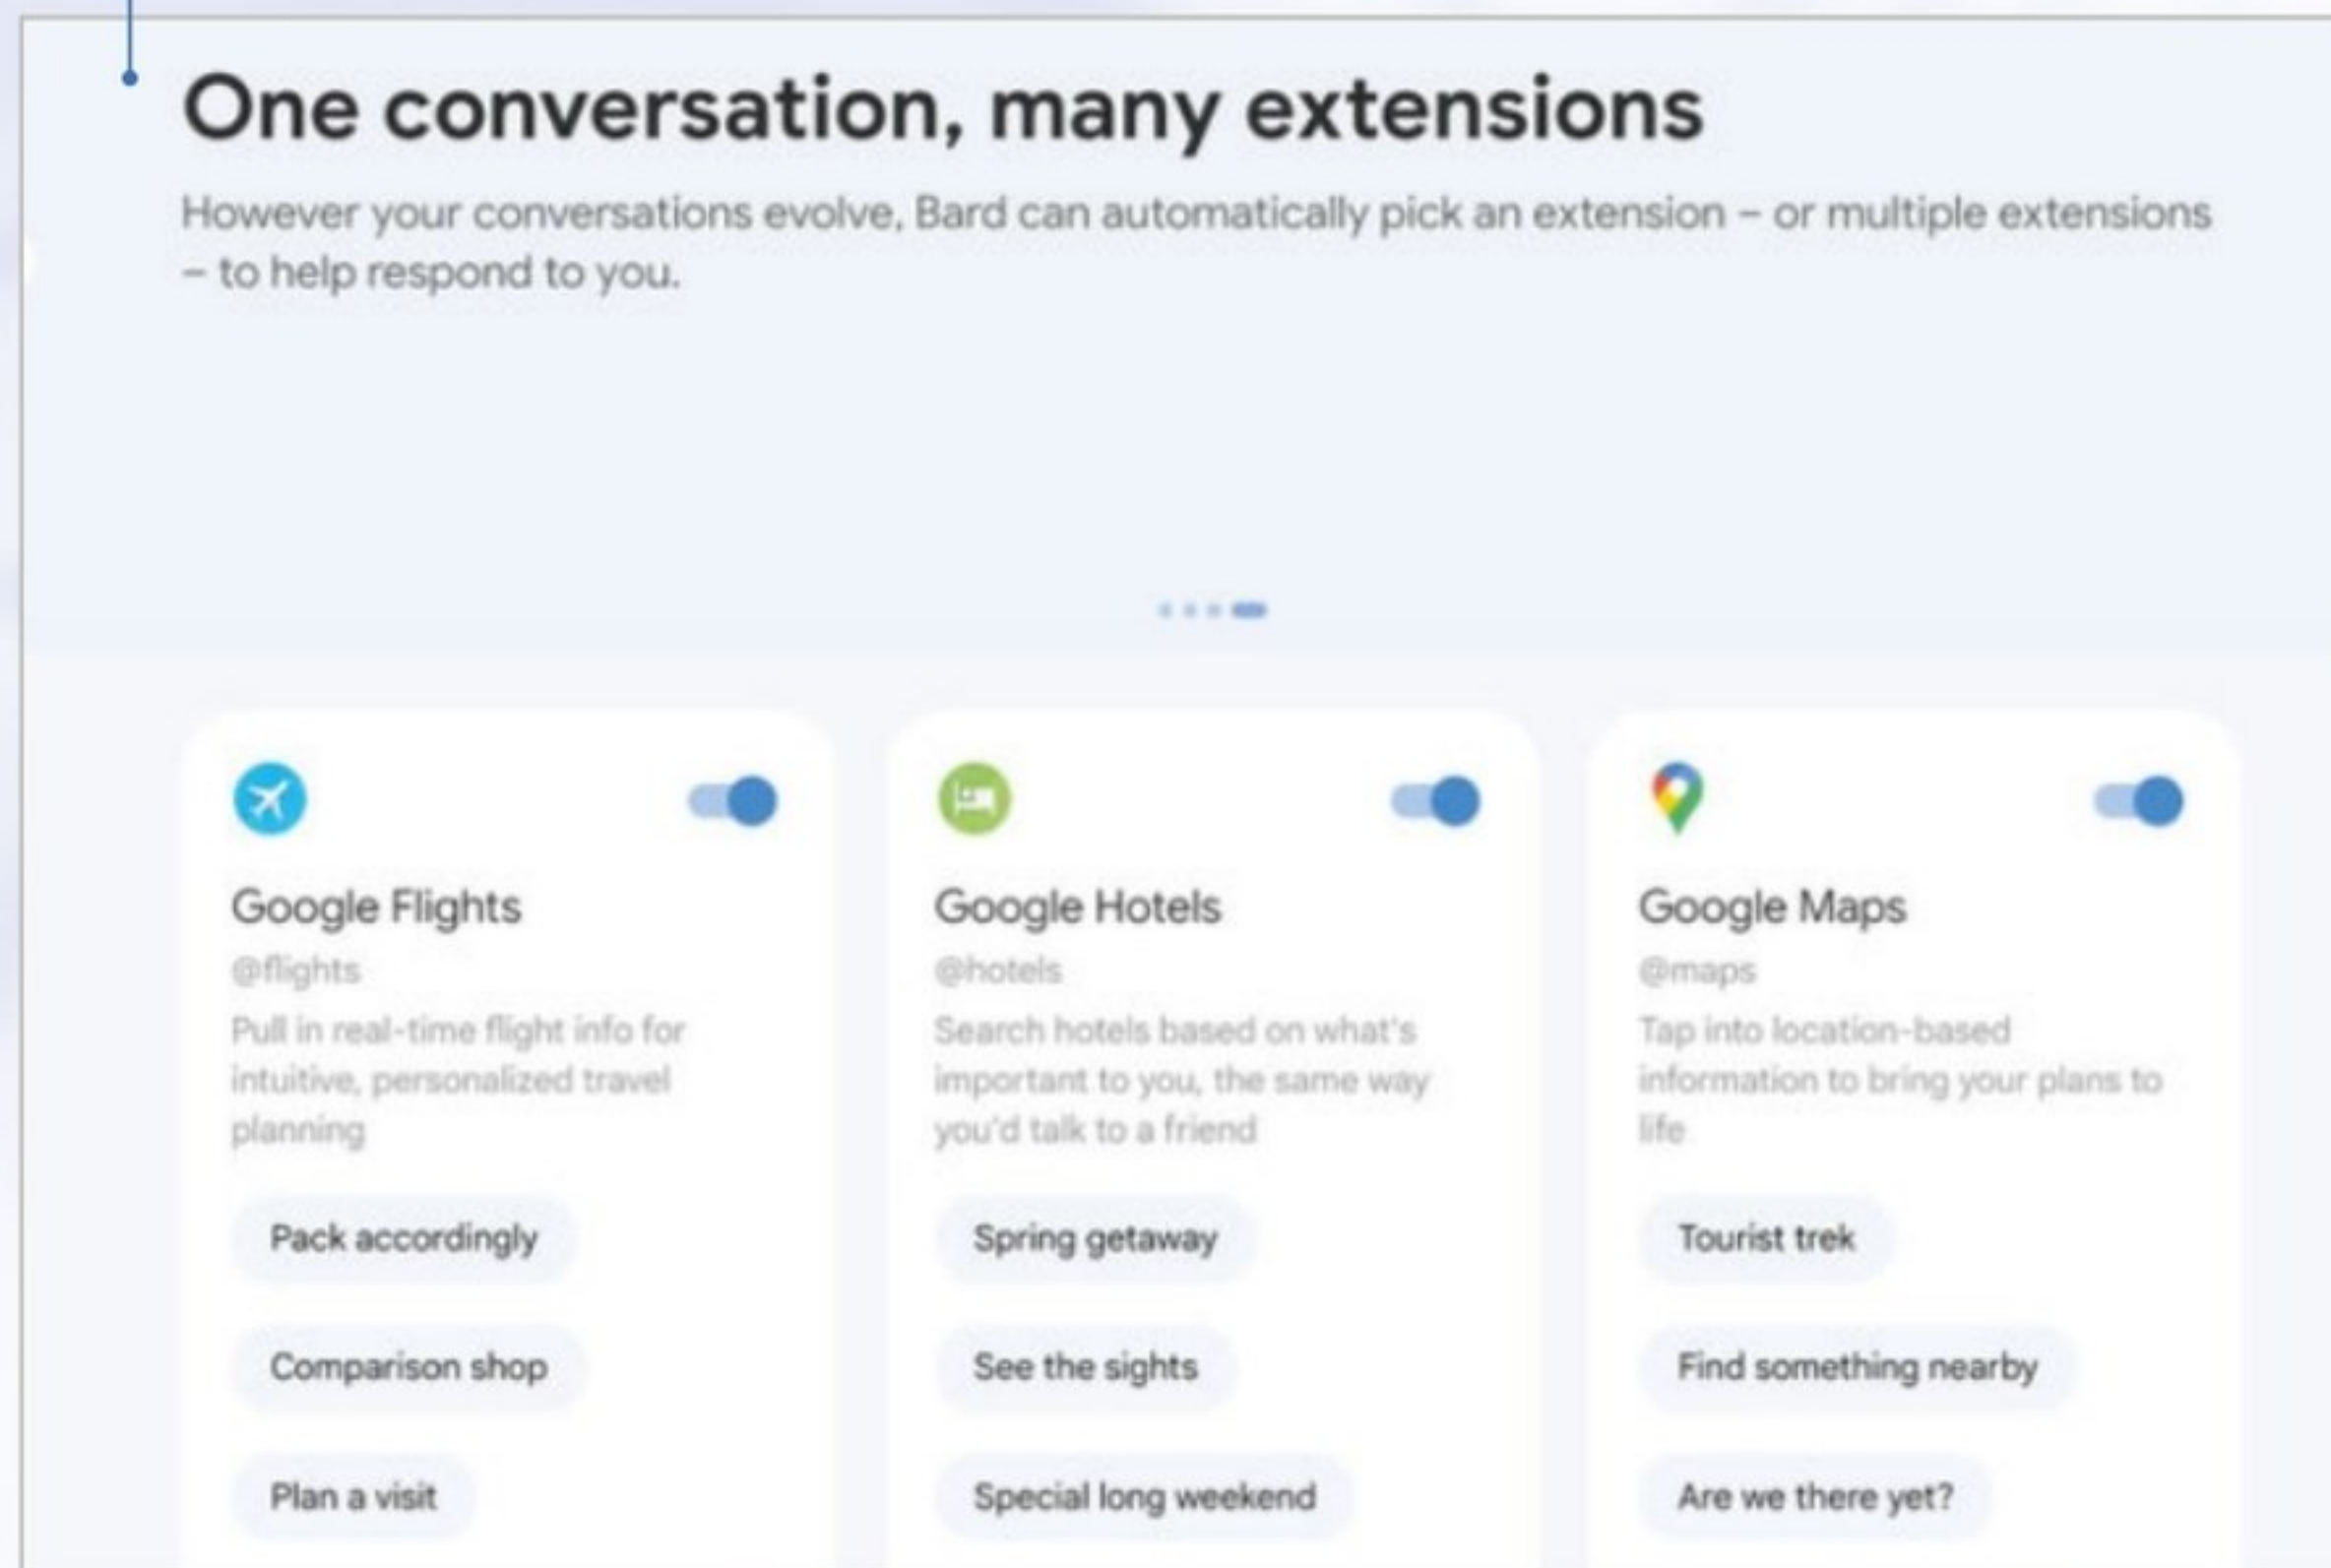 One conversation, many extensions
However your conversations evolve, Bard can automatically pick an extension – or multiple extensions
– to help respond to you.
Google Flights
@flights
Pull in real-time flight info for
intuitive, personalized travel
planning
Pack accordingly
Comparison shop
Plan a visit
Google Hotels
@hotels
Search hotels based on what's
important to you, the same way
you'd talk to a friend
Spring getaway
See the sights
Special long weekend
Google Maps
@maps
Tap into location-based
information to bring your plans to
life
Tourist trek
Find something nearby
Are we there yet?